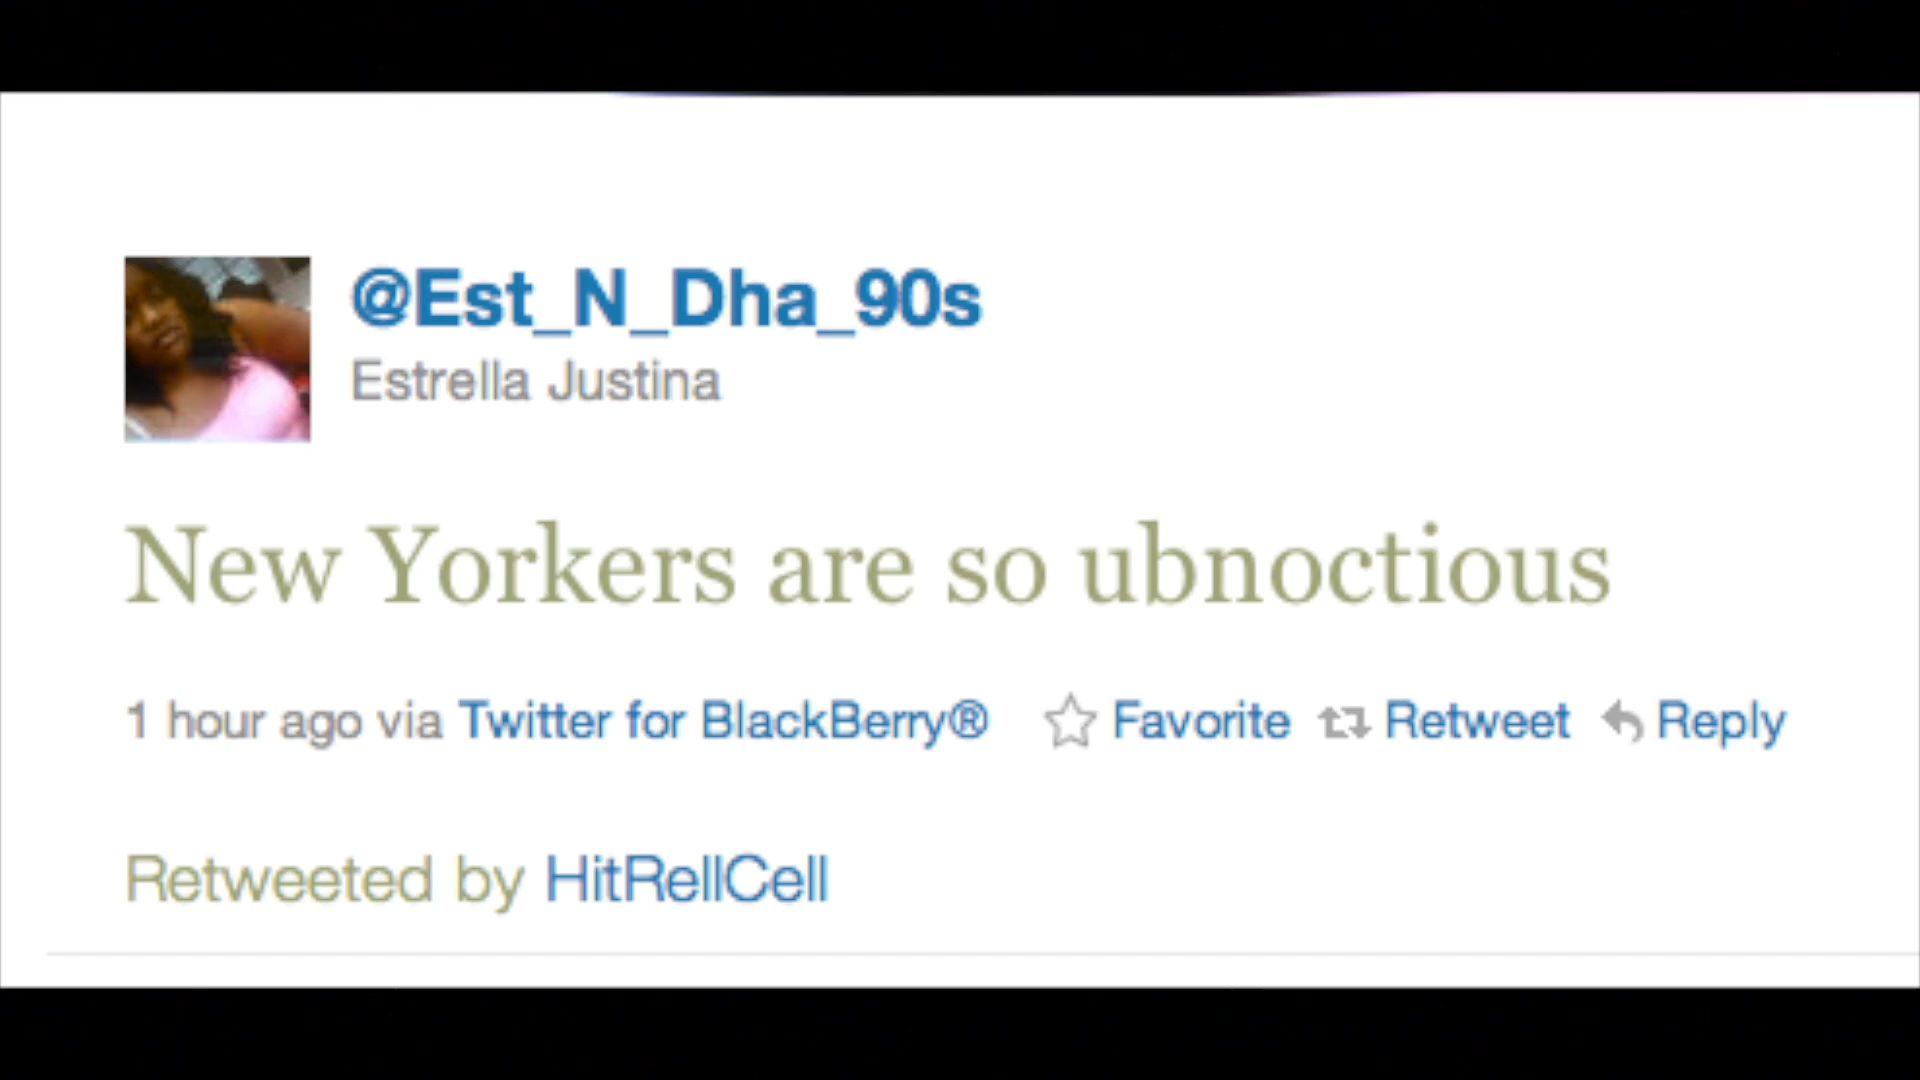 @Est_N_Dha_90s
Estrella Justina
New Yorkers are so ubnoctious
1 hour ago via Twitter for BlackBerry® Favorite Retweet Reply
Retweeted by HitRellCell